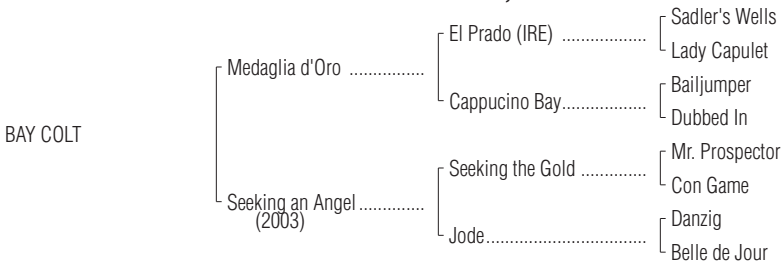 Sadler's Wells
El Prado (IRE) .................
Lady Capulet
Medaglia d'Oro ................
Bailjumper
Cappucino Bay.................
Dubbed In
BAY COLT
Mr. Prospector
Seeking the Gold .............
Con Game
Seeking an Angel..............
(2003)
Danzig
Jode................................
Belle de Jour